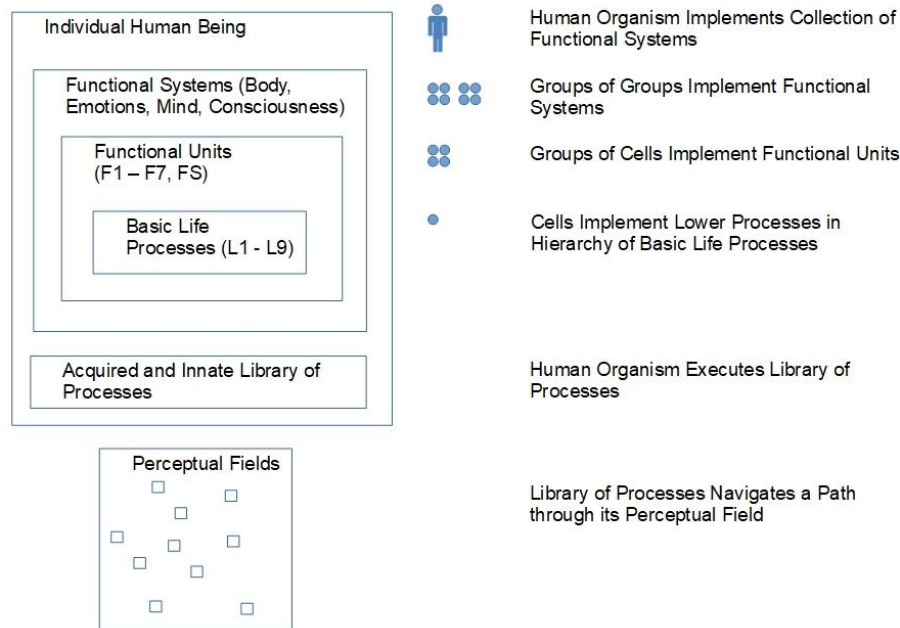 Individual Human Being
Human Organism Implements Collection of
Functional Systems
Functional Systems (Body,
Emotions, Mind, Consciousness)
Groups of Groups Implement Functional
Systems
Functional Units
(F1 – F7, FS)
Groups of Cells Implement Functional Units
Basic Life
Processes (L1 - L9)
Cells Implement Lower Processes in
Hierarchy of Basic Life Processes
Acquired and Innate Library of
Processes
Human Organism Executes Library of
Processes
Perceptual Fields
Library of Processes Navigates a Path
through its Perceptual Field